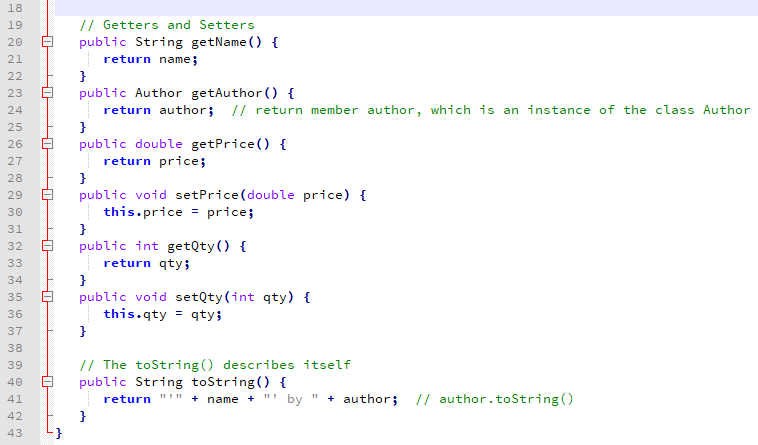 18
19 // Getters and Setters
20 public String getName() {
21 return name;
22 }
23 public Author getAuthor() {
24 return author;  // return member author, which is an instance of the class Author
25 }
26 public double getPrice() {
27 return price;
28 }
29 public void setPrice(double price) {
30 this.price = price;
31 }
32 public int getQty() {
33 return qty;
34 }
35 public void setQty(int qty) {
36 this.qty = qty;
37 }
38
39 // The toString() describes itself
40 public String toString() {
41 return "'" + name + "' by " + author;  // author.toString()
42 }
43 }